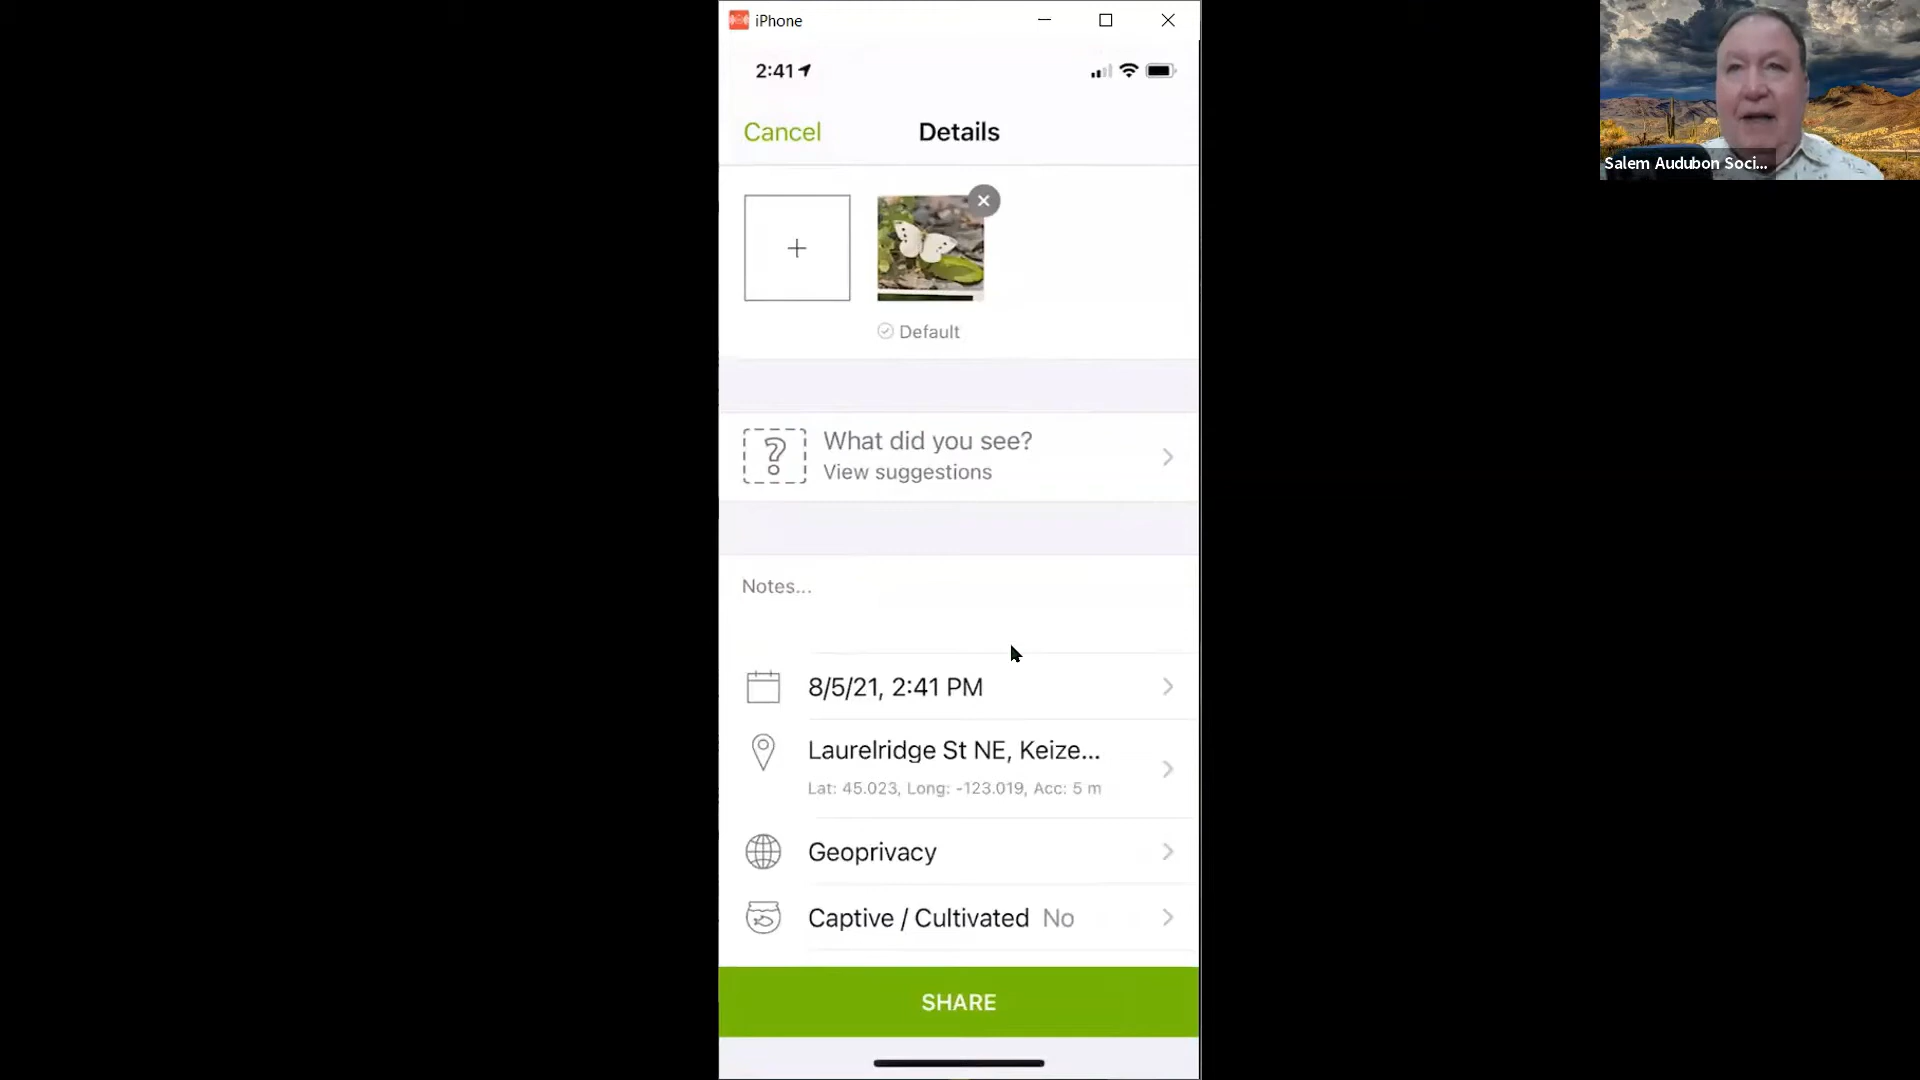 iPhone
2:41
Cancel
Details
Default
What did you see?
View suggestions
Notes...
8/5/21, 2:41 PM
Laurelridge St NE, Keize...
Lat: 45.023, Long: -123.019, Acc: 5 m
Geoprivacy
Captive / Cultivated No
SHARE
Salem Audubon Soci...